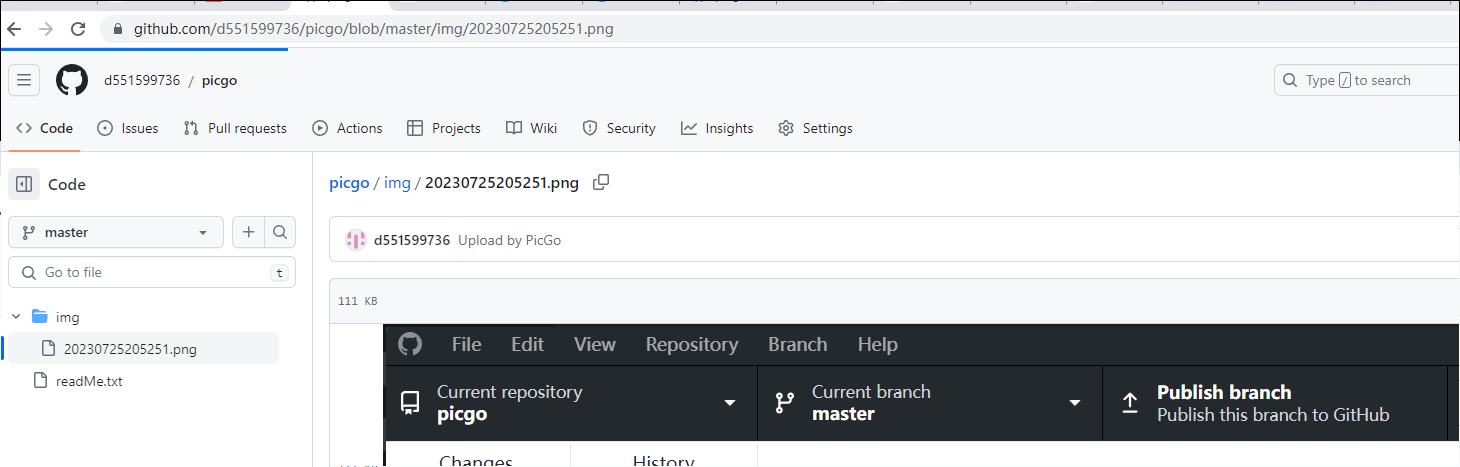 github.com/d551599736/picgo/blob/master/img/20230725205251.png
d551599736 / picgo
Type / to search
Code Issues Pull requests Actions Projects Wiki Security Insights Settings
Code
picgo / img / 20230725205251.png
master
d551599736 Upload by PicGo
Go to file t
111 KB
img
20230725205251.png
readMe.txt
File Edit View Repository Branch Help
Current repository
picgo
Current branch
master
Publish branch
Publish this branch to GitHub
Changes History